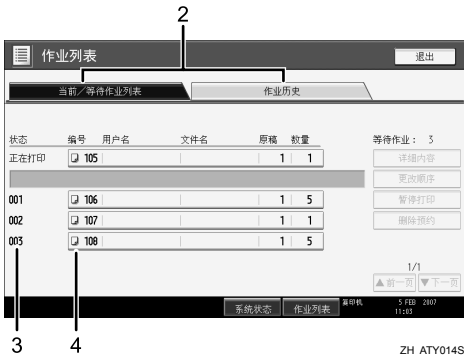 2
作业列表 退出
当前／等待作业列表 作业历史
状态 编号 用户名 文件名 原稿 数量 等待作业： 3
正在打印 105 1 1 详细内容
更改顺序
001 106 1 5 暂停打印
002 107 1 1 删除预约
003 108 1 5
1/1
▲前一页 ▼下一页
系统状态 作业列表 复印机 5 FEB 2007
11:03
3 4
ZH ATY014S